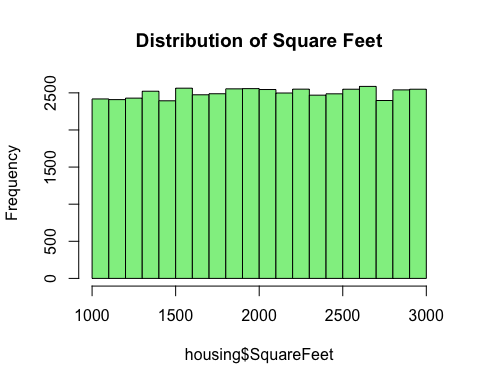 Distribution of Square Feet
Frequency
2500
1500
500
0
1000 1500 2000 2500 3000
housing$SquareFeet